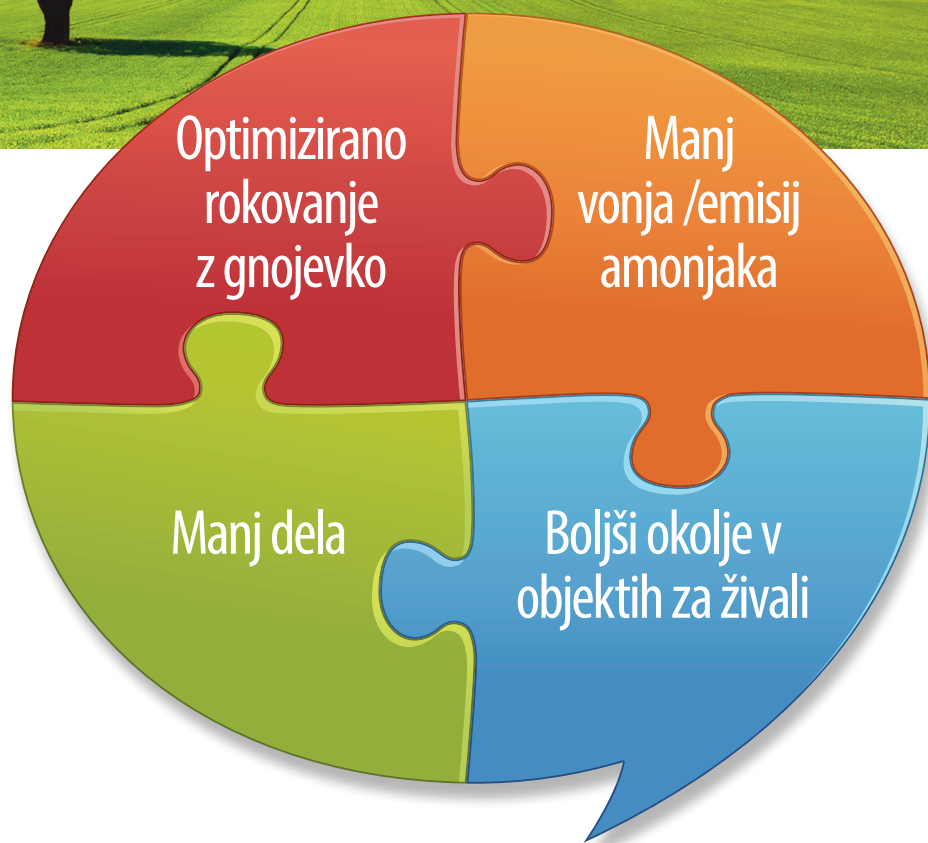 Optimizirano
rokovanje
z gnojevko
Manj
vonja /emisij
amonjaka
Manj dela
Boljši okolje v
objektih za živali